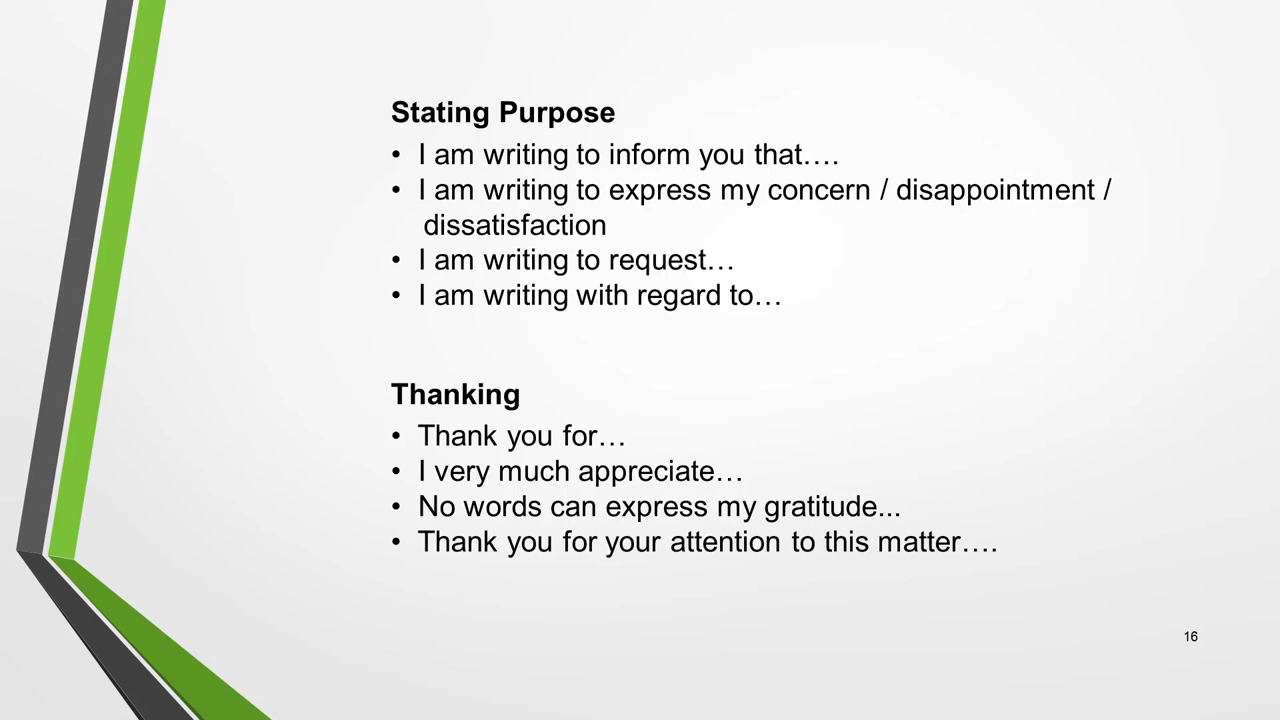 Stating Purpose
• I am writing to inform you that….
• I am writing to express my concern / disappointment /
dissatisfaction
• I am writing to request…
• I am writing with regard to…
Thanking
• Thank you for…
• I very much appreciate…
• No words can express my gratitude...
• Thank you for your attention to this matter….
16